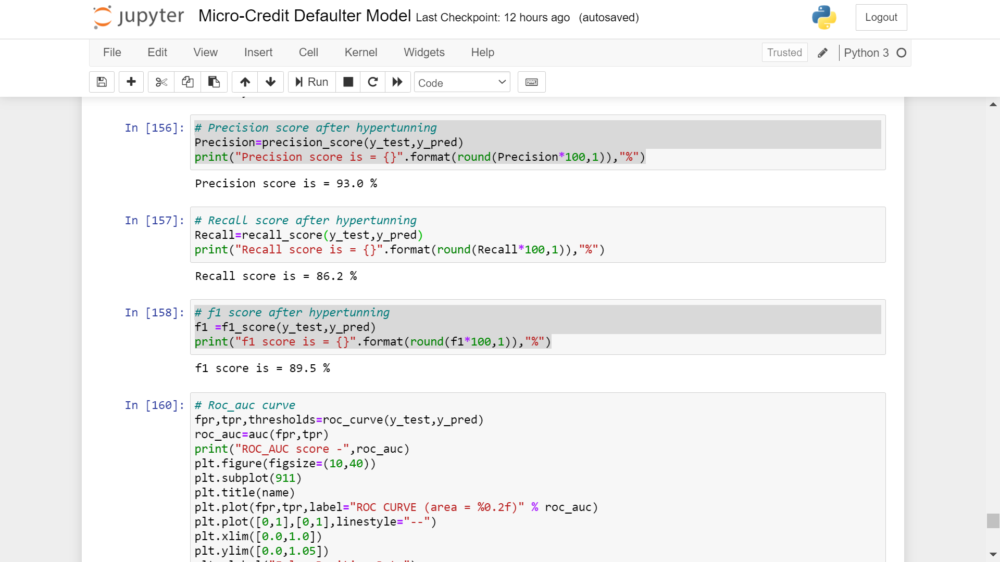 jupyter Micro-Credit Defaulter Model Last Checkpoint: 12 hours ago (autosaved)
Logout
File Edit View Insert Cell Kernel Widgets Help
Trusted Python 3
Run Code
In [156]: # Precision score after hypertunning
Precision=precision_score(y_test,y_pred)
print("Precision score is = {}".format(round(Precision*100,1)),"%")
Precision score is = 93.0 %
In [157]: # Recall score after hypertunning
Recall=recall_score(y_test,y_pred)
print("Recall score is = {}".format(round(Recall*100,1)),"%")
Recall score is = 86.2 %
In [158]: # f1 score after hypertunning
f1 =f1_score(y_test,y_pred)
print("f1 score is = {}".format(round(f1*100,1)),"%")
f1 score is = 89.5 %
In [160]: # Roc_auc curve
fpr,tpr,thresholds=roc_curve(y_test,y_pred)
roc_auc=auc(fpr,tpr)
print("ROC_AUC score -",roc_auc)
plt.figure(figsize=(10,40))
plt.subplot(911)
plt.title(name)
plt.plot(fpr,tpr,label="ROC CURVE (area = %0.2f)" % roc_auc)
plt.plot([0,1],[0,1],linestyle="--")
plt.xlim([0.0,1.0])
plt.ylim([0.0,1.05])